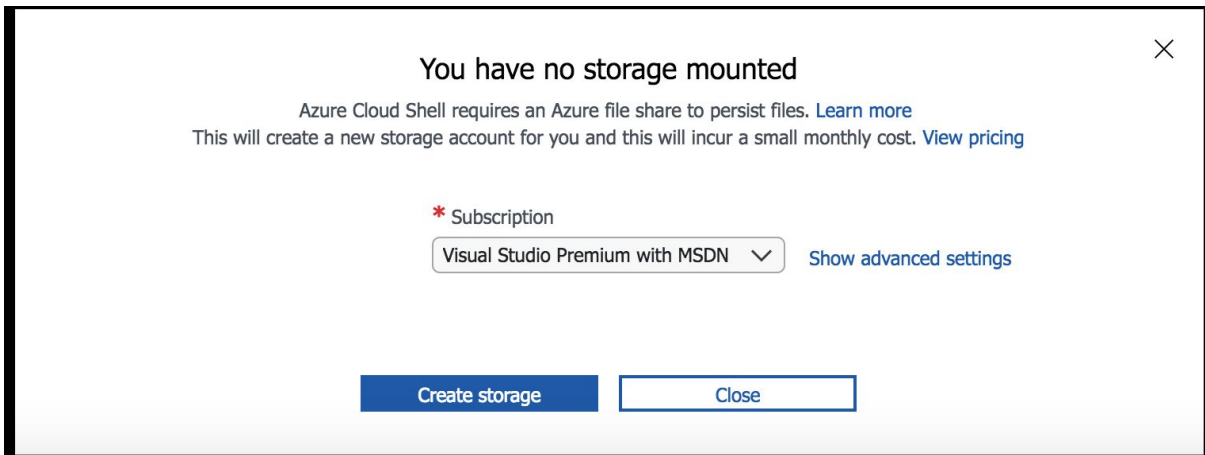 You have no storage mounted
Azure Cloud Shell requires an Azure file share to persist files. Learn more
This will create a new storage account for you and this will incur a small monthly cost. View pricing
* Subscription
Visual Studio Premium with MSDN
Show advanced settings
Create storage
Close